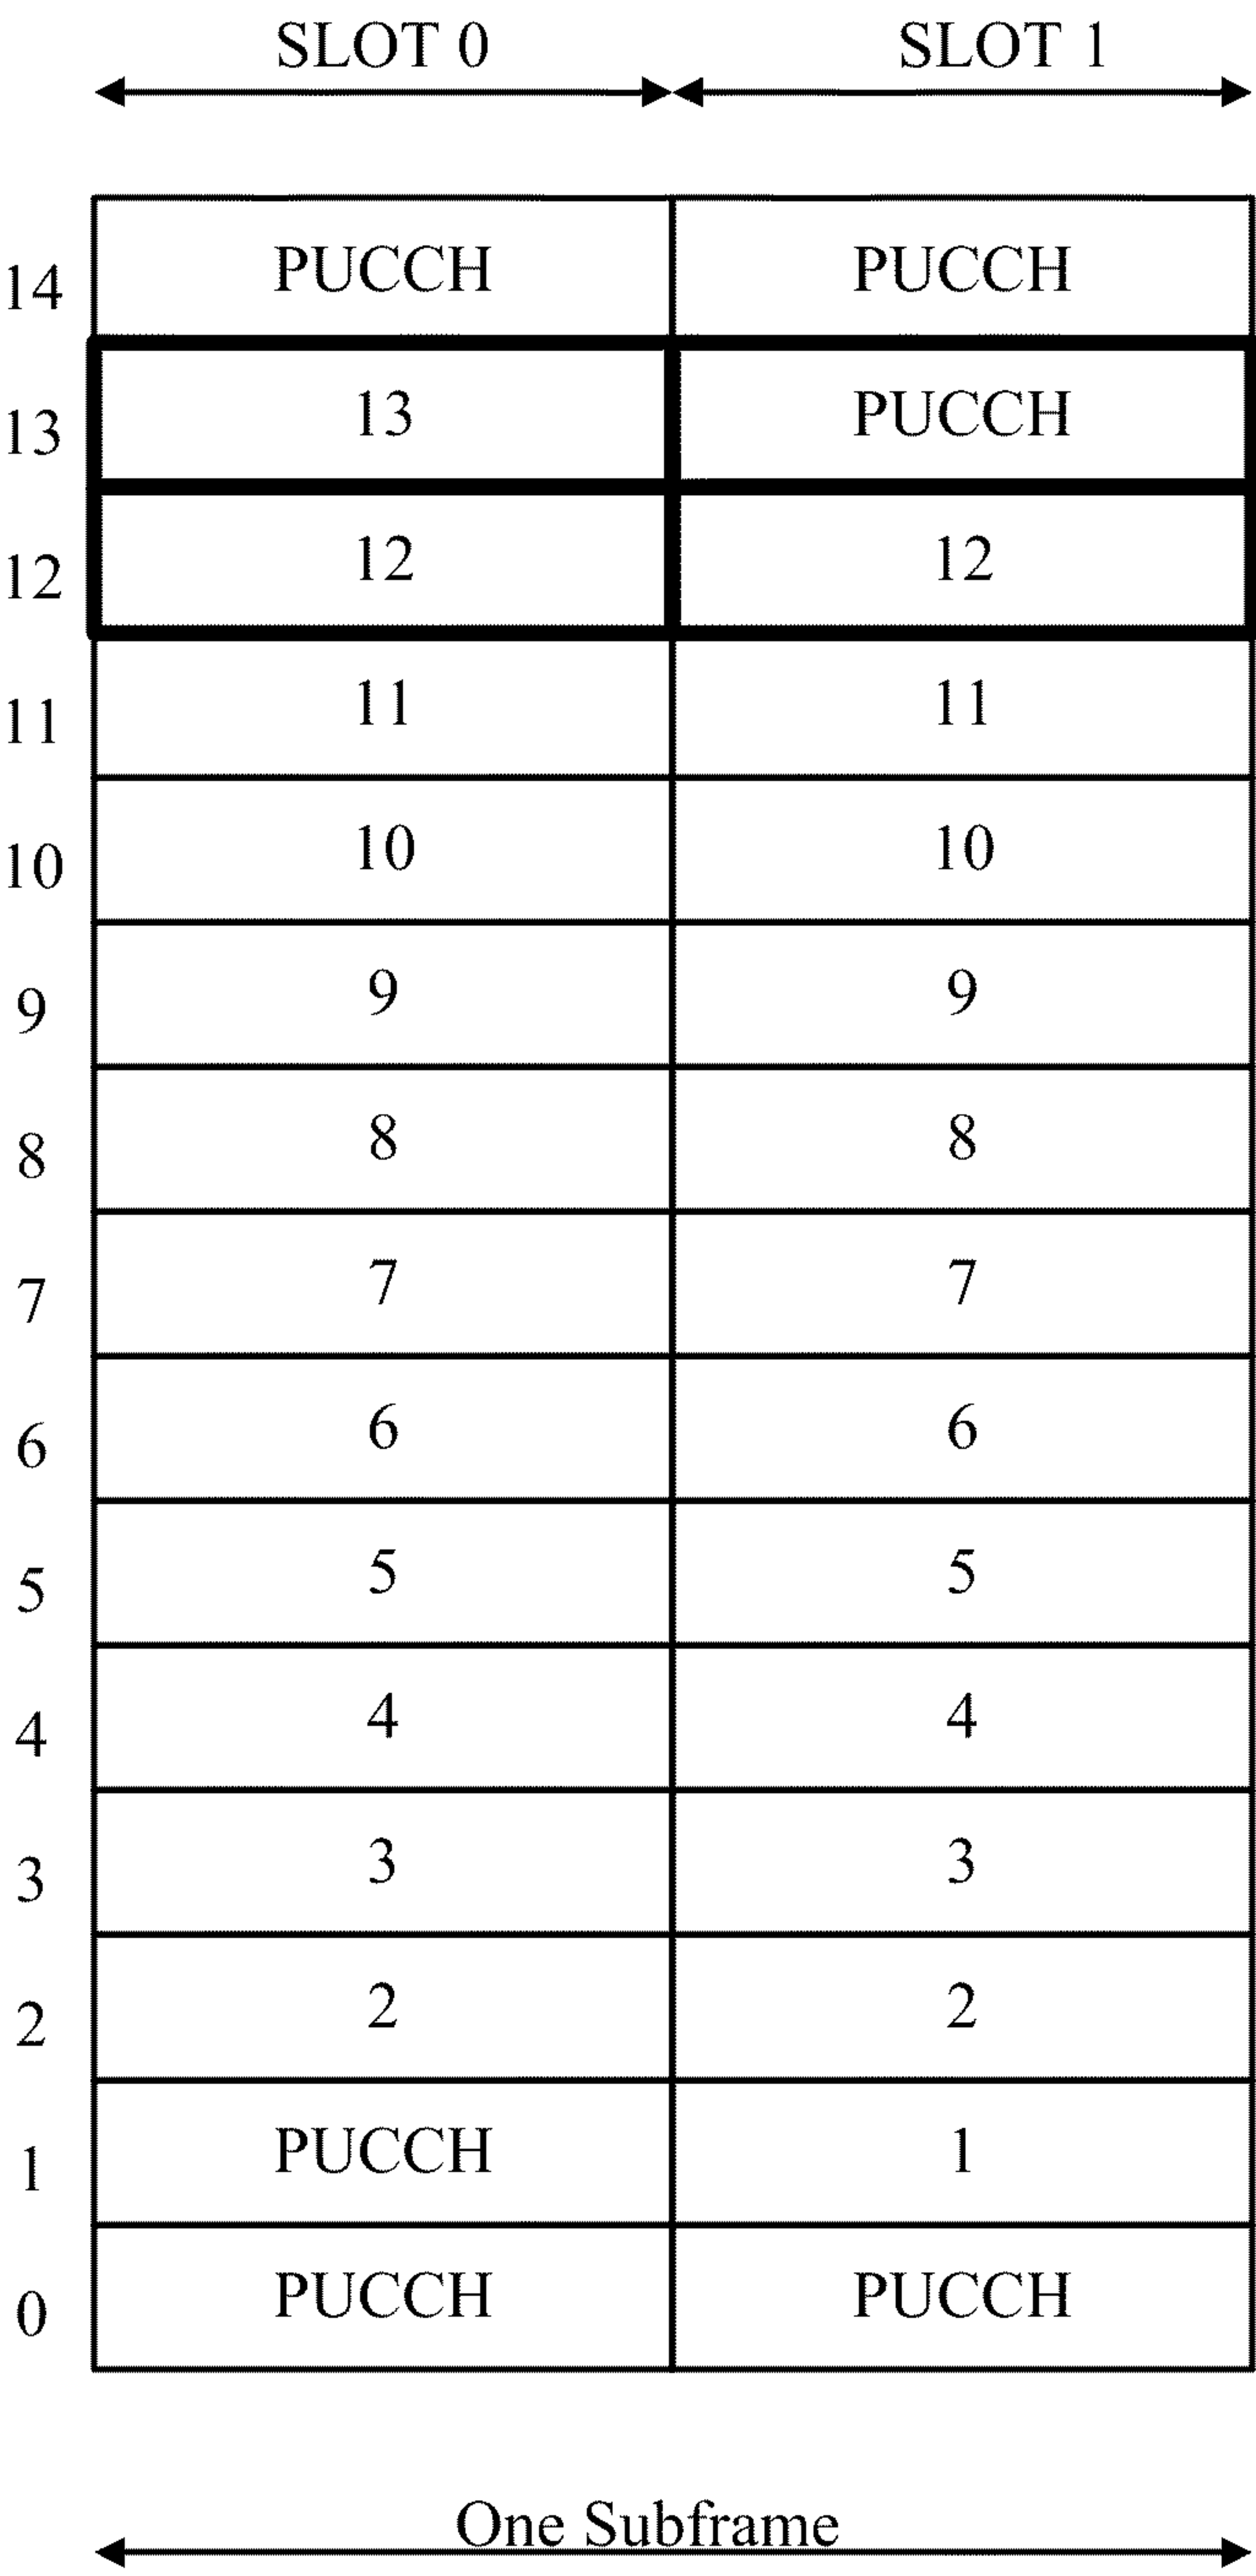 SLOT 0 SLOT 1
14 PUCCH PUCCH
13 13 PUCCH
12 12 12
11 11 11
10 10 10
9 9 9
8 8 8
7 7 7
6 6 6
5 5 5
4 4 4
3 3 3
2 2 2
1 PUCCH 1
0 PUCCH PUCCH
One Subframe